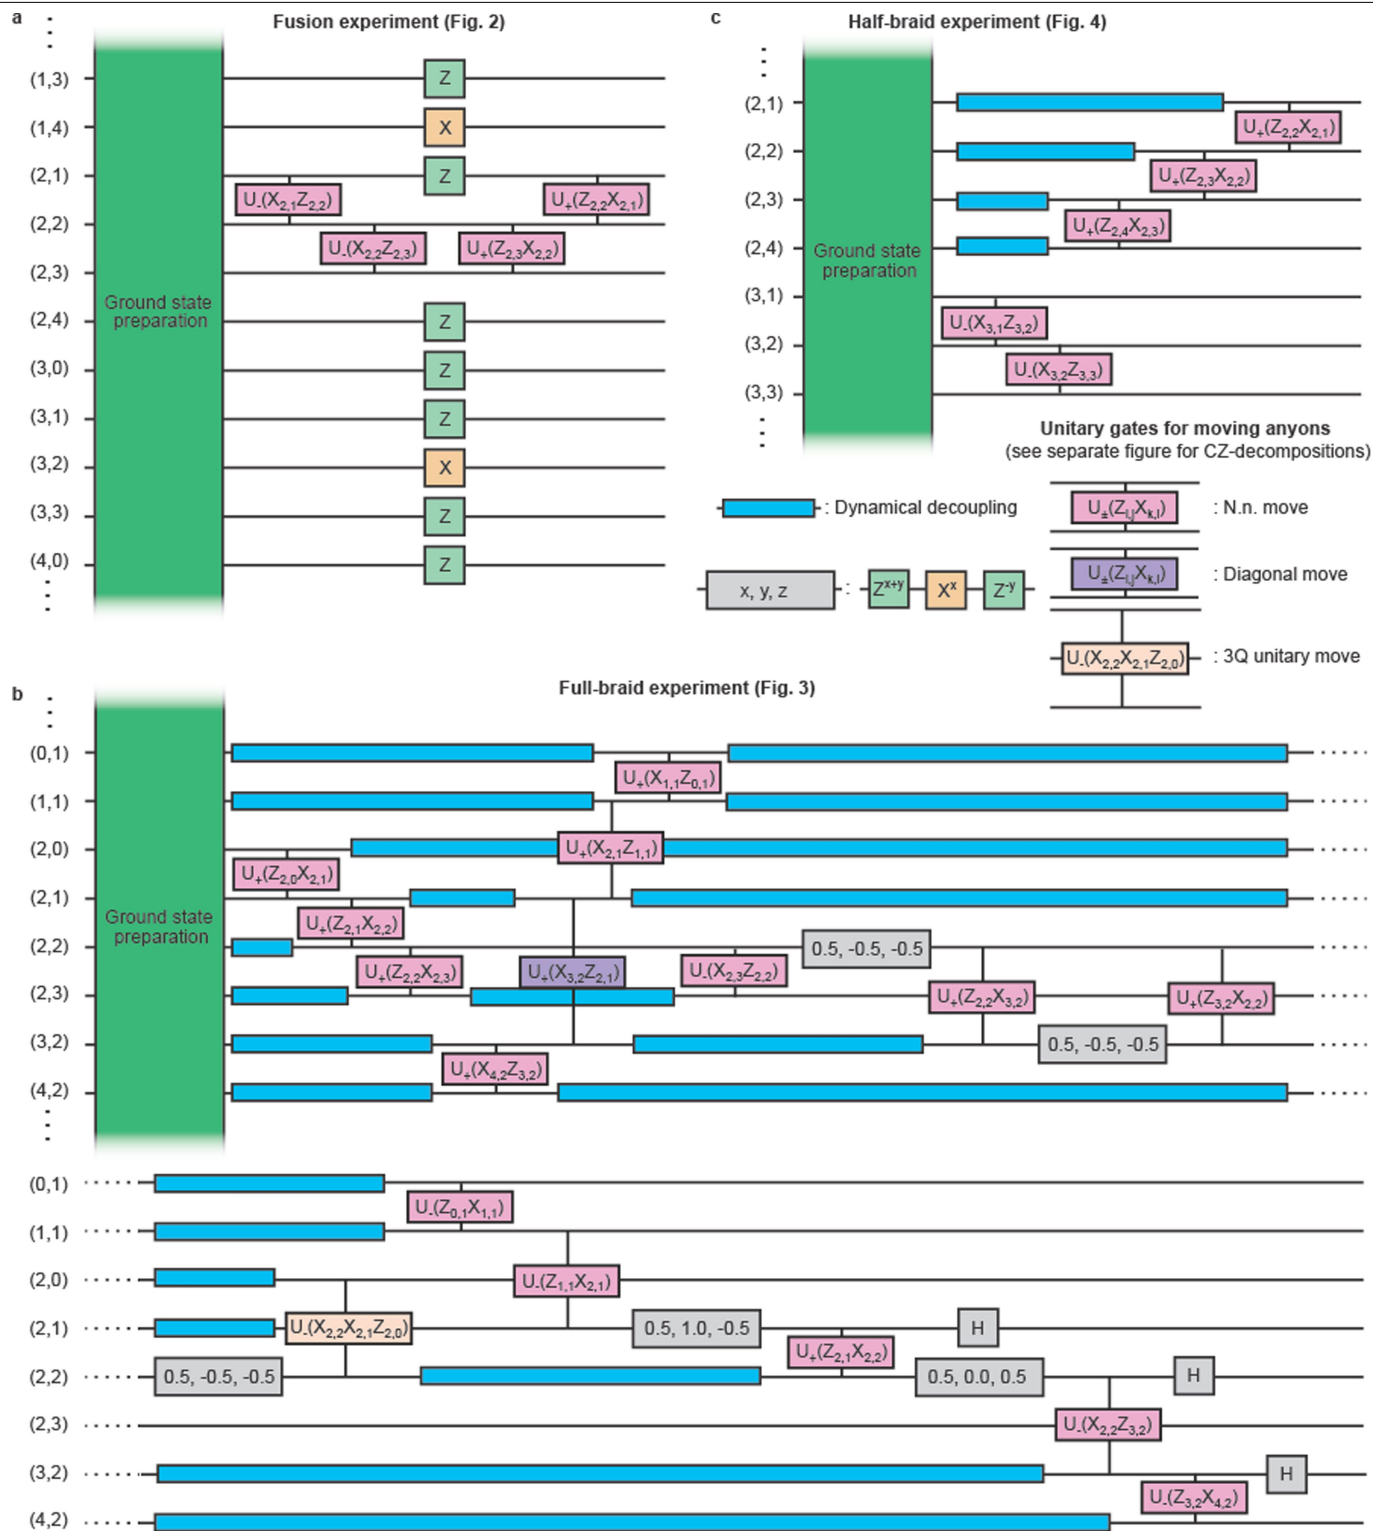 a
Fusion experiment (Fig. 2)
(1,3)
Z
(1,4)
X
(2,1)
Z
U₋(X₂,₁Z₂,₂)
U₊(Z₂,₂X₂,₁)
(2,2)
U₋(X₂,₂Z₂,₃)
U₊(Z₂,₃X₂,₂)
(2,3)
Ground state
preparation
(2,4)
Z
(3,0)
Z
(3,1)
Z
(3,2)
X
(3,3)
Z
(4,0)
Z
c
Half-braid experiment (Fig. 4)
(2,1)
U₊(Z₂,₂X₂,₁)
(2,2)
U₊(Z₂,₃X₂,₂)
(2,3)
U₊(Z₂,₄X₂,₃)
(2,4)
Ground state
preparation
(3,1)
U₋(X₃,₁Z₃,₂)
(3,2)
U₋(X₃,₂Z₃,₃)
(3,3)
Unitary gates for moving anyons
(see separate figure for CZ-decompositions)
: Dynamical decoupling
U±(Zᵢ,ⱼXₖ,ₗ)
: N.n. move
x, y, z
:
Zˣ⁺ʸ
Xˣ
Z⁻ʸ
U±(Zᵢ,ⱼXₖ,ₗ)
: Diagonal move
U₋(X₂,₂X₂,₁Z₂,₀)
: 3Q unitary move
b
Full-braid experiment (Fig. 3)
(0,1)
U₊(X₁,₁Z₀,₁)
(1,1)
(2,0)
U₊(X₂,₁Z₁,₁)
U₊(Z₂,₀X₂,₁)
(2,1)
Ground state
preparation
U₊(Z₂,₁X₂,₂)
(2,2)
0.5, -0.5, -0.5
U₊(Z₂,₂X₂,₃)
U₊(X₃,₂Z₂,₁)
U₋(X₂,₃Z₂,₂)
(2,3)
U₊(Z₂,₂X₃,₂)
U₊(Z₃,₂X₂,₂)
(3,2)
0.5, -0.5, -0.5
U₊(X₄,₂Z₃,₂)
(4,2)
(0,1)
U₋(Z₀,₁X₁,₁)
(1,1)
(2,0)
U₋(Z₁,₁X₂,₁)
(2,1)
U₋(X₂,₂X₂,₁Z₂,₀)
0.5, 1.0, -0.5
H
U₊(Z₂,₁X₂,₂)
(2,2)
0.5, -0.5, -0.5
0.5, 0.0, 0.5
H
(2,3)
U₋(X₂,₂Z₃,₂)
(3,2)
H
U₋(Z₃,₂X₄,₂)
(4,2)